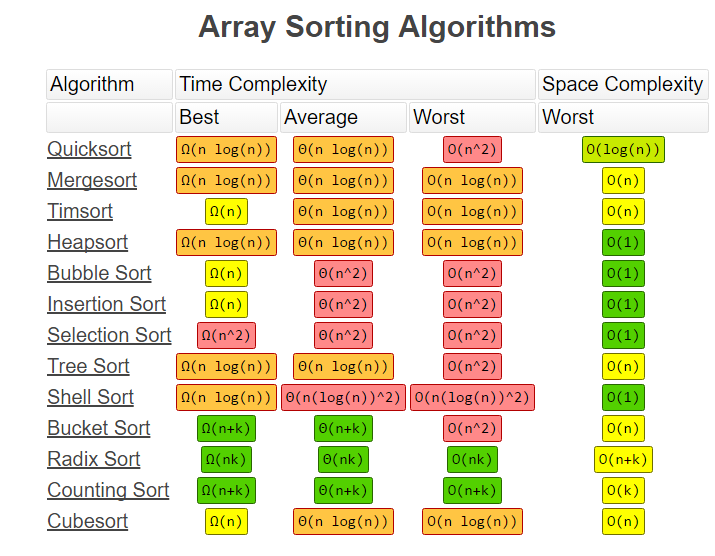 Array Sorting Algorithms
Algorithm Time Complexity Space Complexity
Best Average Worst Worst
Quicksort Ω(n log(n)) Θ(n log(n)) O(n^2) O(log(n))
Mergesort Ω(n log(n)) Θ(n log(n)) O(n log(n)) O(n)
Timsort Ω(n) Θ(n log(n)) O(n log(n)) O(n)
Heapsort Ω(n log(n)) Θ(n log(n)) O(n log(n)) O(1)
Bubble Sort Ω(n) Θ(n^2) O(n^2) O(1)
Insertion Sort Ω(n) Θ(n^2) O(n^2) O(1)
Selection Sort Ω(n^2) Θ(n^2) O(n^2) O(1)
Tree Sort Ω(n log(n)) Θ(n log(n)) O(n^2) O(n)
Shell Sort Ω(n log(n)) Θ(n(log(n))^2) O(n(log(n))^2) O(1)
Bucket Sort Ω(n+k) Θ(n+k) O(n^2) O(n)
Radix Sort Ω(nk) Θ(nk) O(nk) O(n+k)
Counting Sort Ω(n+k) Θ(n+k) O(n+k) O(k)
Cubesort Ω(n) Θ(n log(n)) O(n log(n)) O(n)